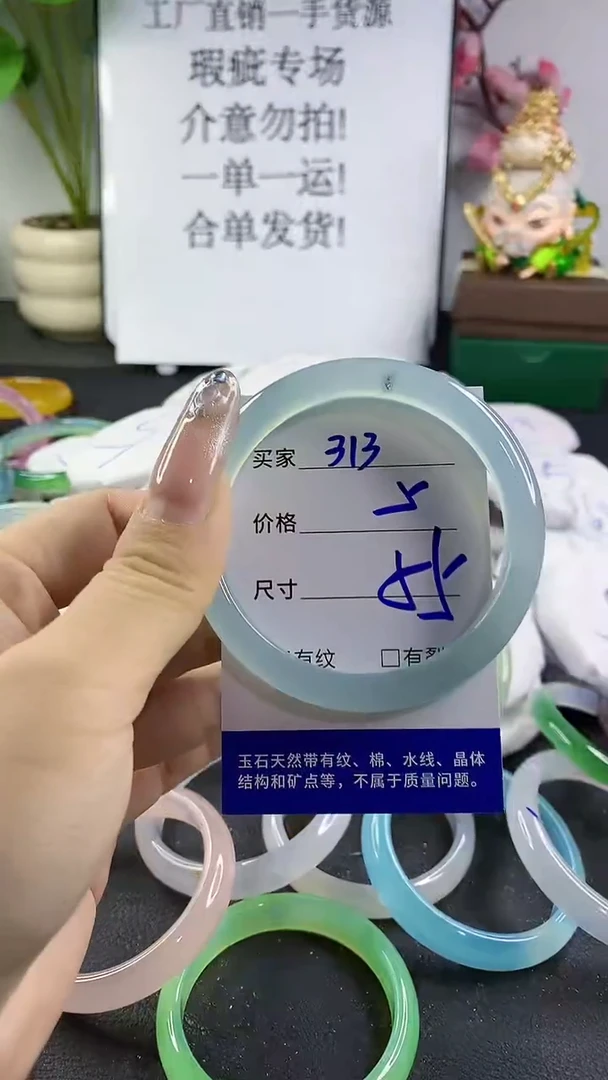 工厂直销一手货源
瑕疵专场
介意勿拍!
一单一运!
合单发货!
买家 313
价格 5
尺寸
有纹 □有裂
玉石天然带有纹、棉、水线、晶体
结构和矿点等，不属于质量问题。